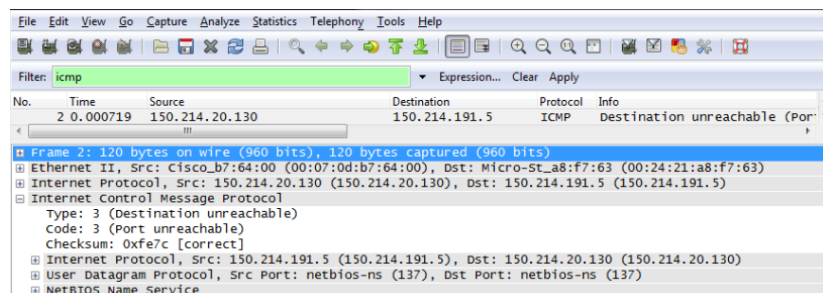 File Edit View Go Capture Analyze Statistics Telephony Tools Help
Filter: icmp Expression... Clear Apply
No. Time Source Destination Protocol Info
2 0.000719 150.214.20.130 150.214.191.5 ICMP Destination unreachable (Por
Frame 2: 120 bytes on wire (960 bits), 120 bytes captured (960 bits)
Ethernet II, Src: Cisco_b7:64:00 (00:07:0d:b7:64:00), Dst: Micro-St_a8:f7:63 (00:24:21:a8:f7:63)
Internet Protocol, Src: 150.214.20.130 (150.214.20.130), Dst: 150.214.191.5 (150.214.191.5)
Internet Control Message Protocol
Type: 3 (Destination unreachable)
Code: 3 (Port unreachable)
Checksum: 0xfe7c [correct]
Internet Protocol, Src: 150.214.191.5 (150.214.191.5), Dst: 150.214.20.130 (150.214.20.130)
User Datagram Protocol, Src Port: netbios-ns (137), Dst Port: netbios-ns (137)
NetBIOS Name Service